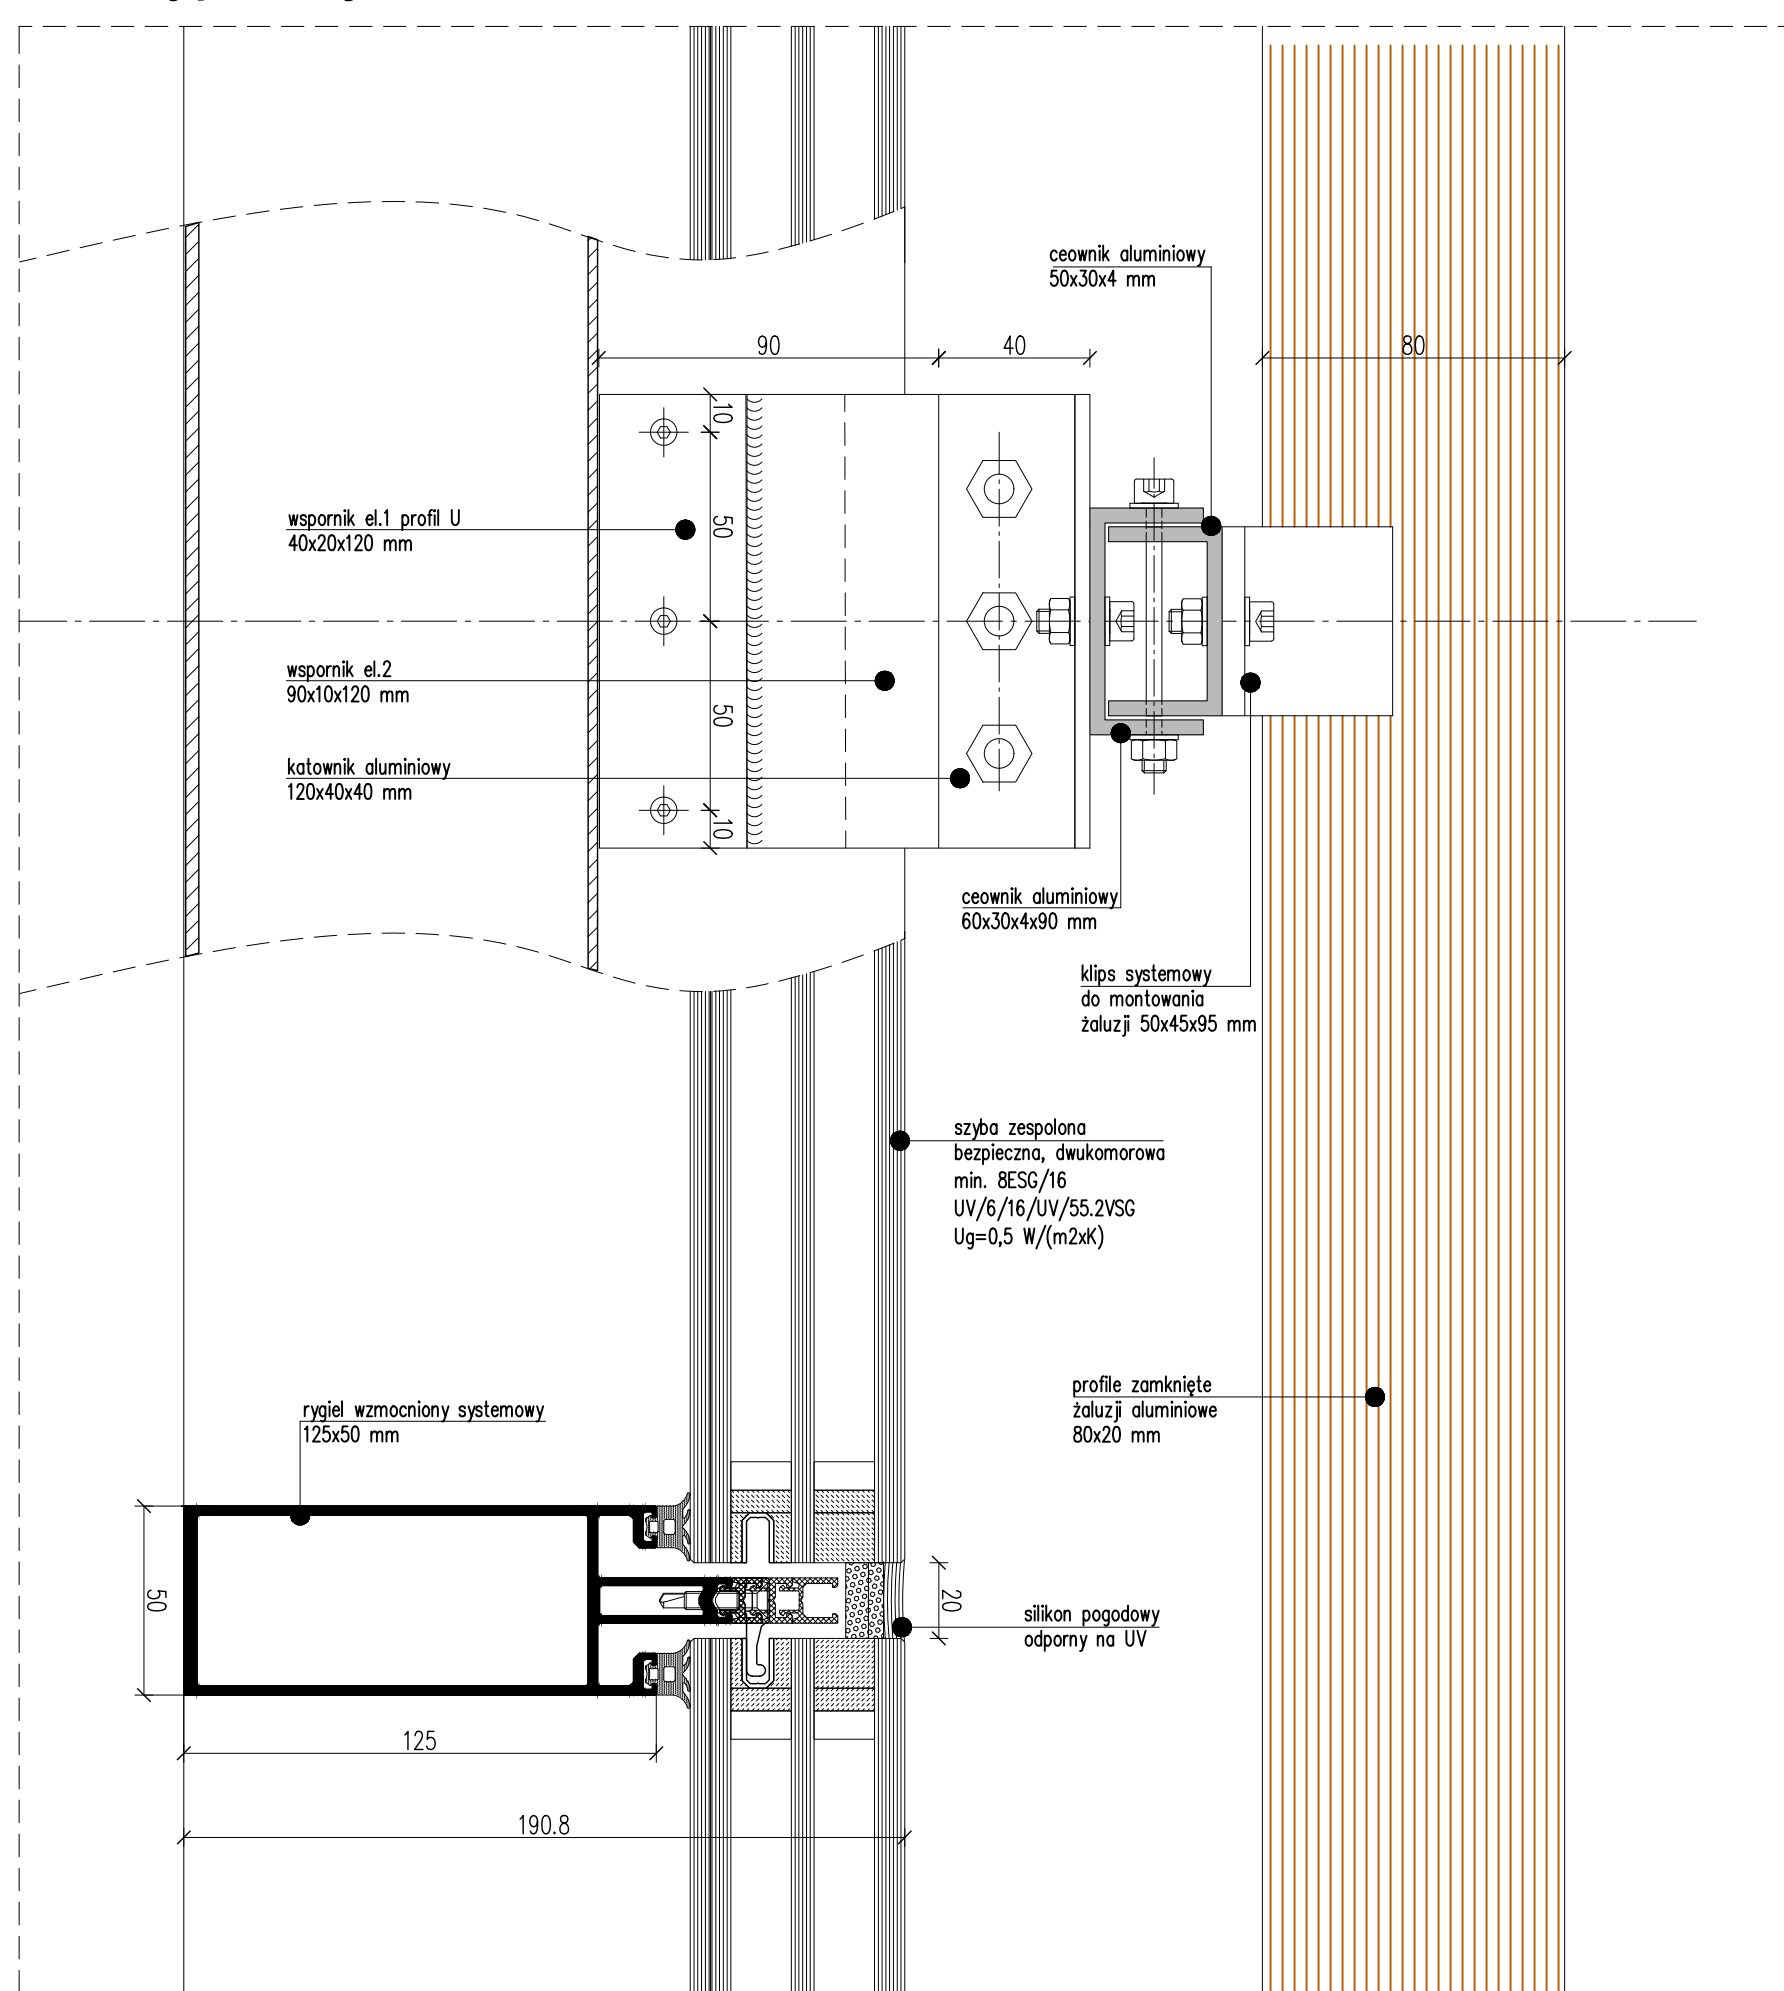 ceownik aluminiowy
50x30x4 mm
90
40
80
10
50
50
10
wspornik el.1 profil U
40x20x120 mm
wspornik el.2
90x10x120 mm
katownik aluminiowy
120x40x40 mm
ceownik aluminiowy
60x30x4x90 mm
klips systemowy
do montowania
żaluzji 50x45x95 mm
szyba zespolona
bezpieczna, dwukomorowa
min. 8ESG/16
UV/6/16/UV/55.2VSG
Ug=0,5 W/(m2xK)
profile zamknięte
żaluzji aluminiowe
80x20 mm
rygiel wzmocniony systemowy
125x50 mm
50
20
silikon pogodowy
odporny na UV
125
190.8